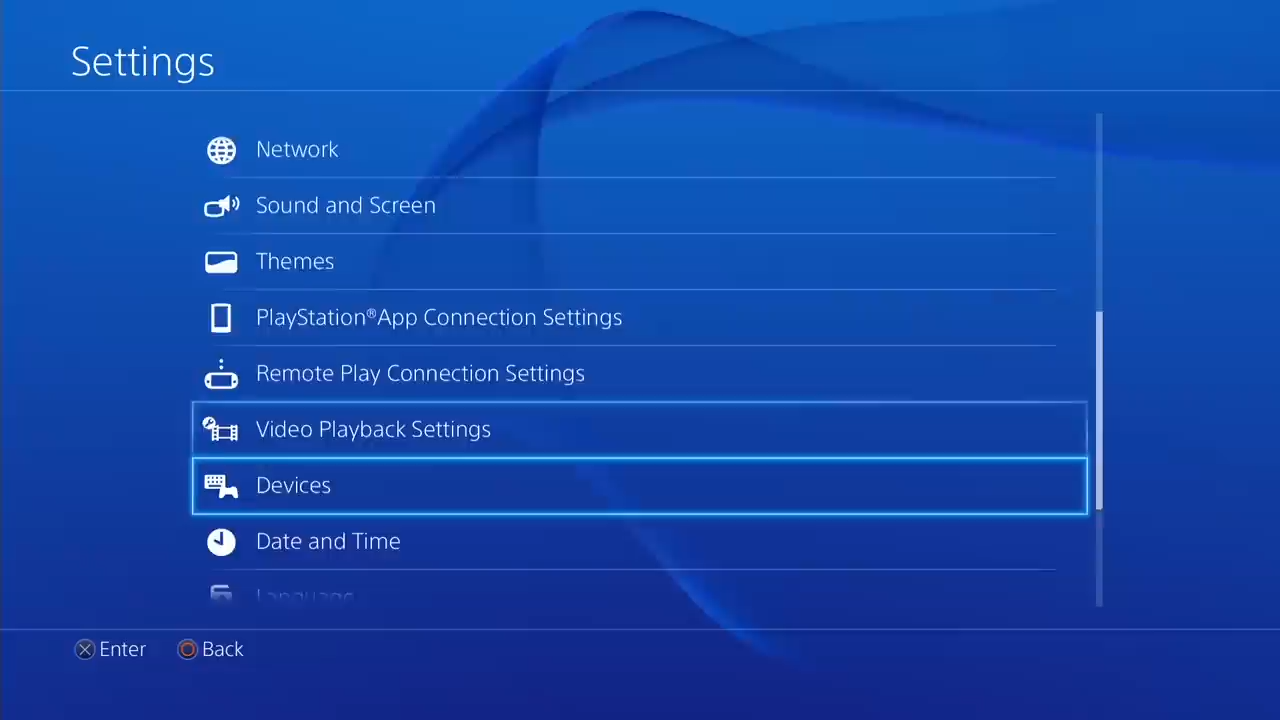 Settings
Network
Sound and Screen
Themes
PlayStation®App Connection Settings
Remote Play Connection Settings
Video Playback Settings
Devices
Date and Time
Language
Enter Back